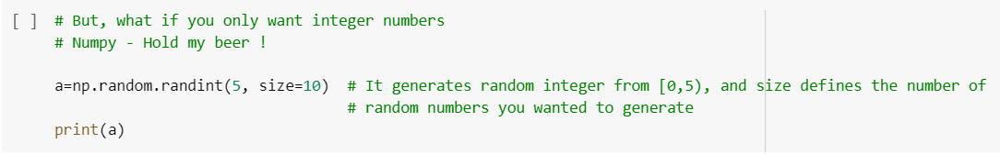 [ ] # But, what if you only want integer numbers
# Numpy - Hold my beer !
a=np.random.randint(5, size=10) # It generates random integer from [0,5), and size defines the number of
# random numbers you wanted to generate
print(a)